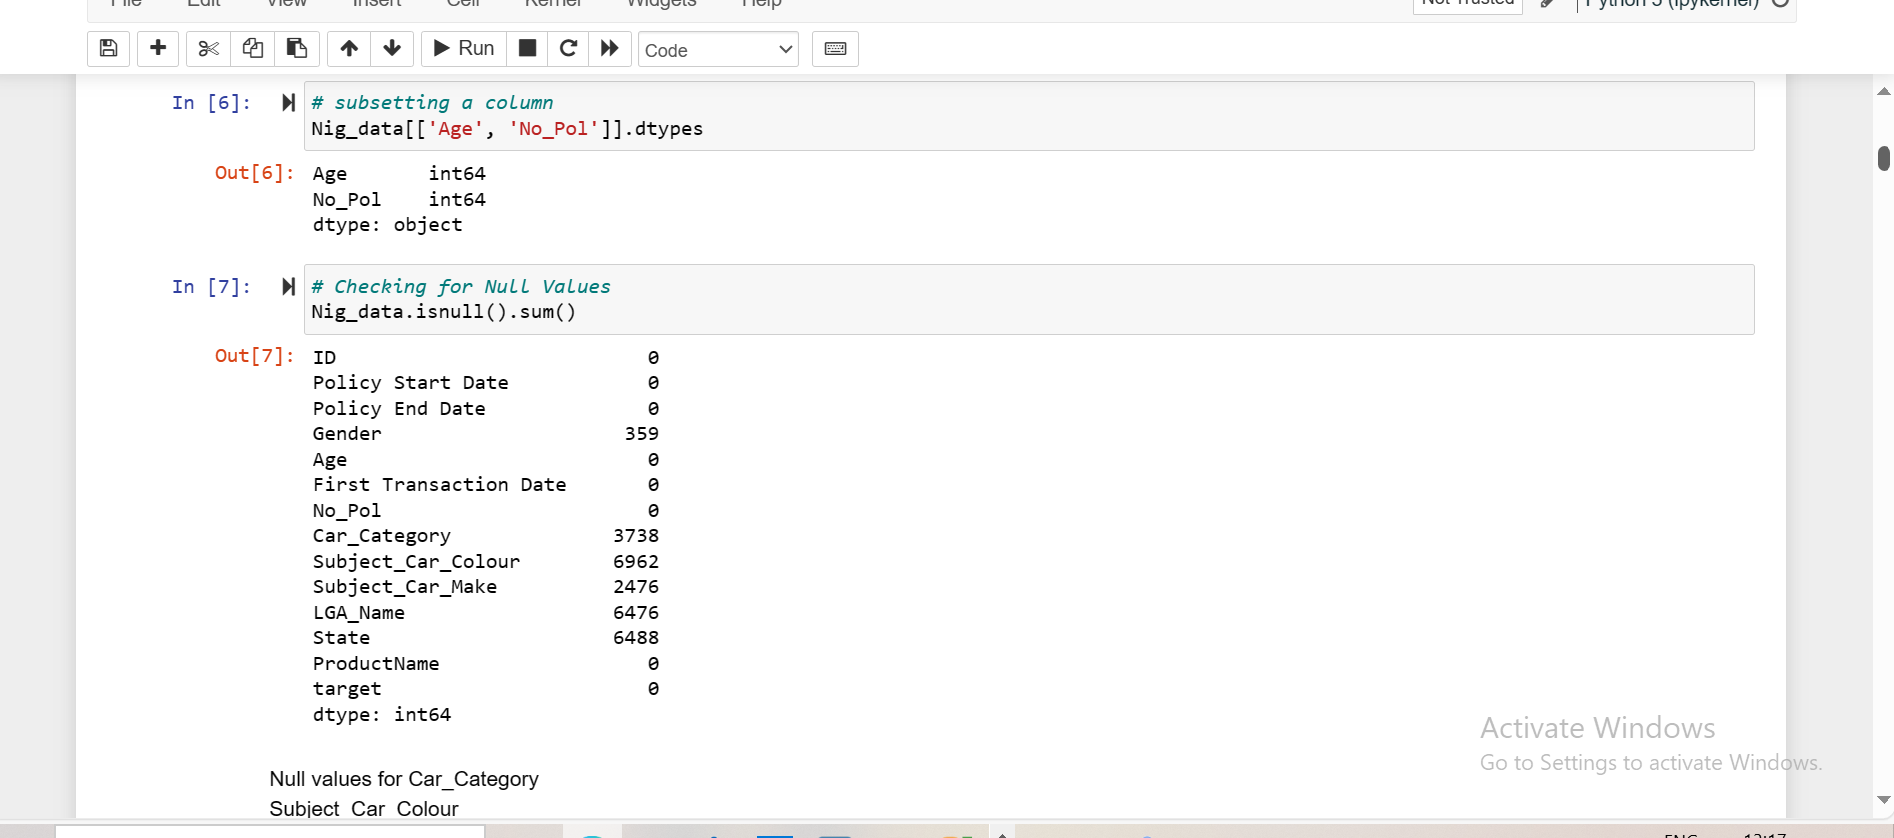 File Edit View Insert Cell Kernel Widgets Help Not Trusted Python 3 (ipykernel)
Run Code
In [6]: # subsetting a column
Nig_data[['Age', 'No_Pol']].dtypes
Out[6]: Age int64
No_Pol int64
dtype: object
In [7]: # Checking for Null Values
Nig_data.isnull().sum()
Out[7]: ID 0
Policy Start Date 0
Policy End Date 0
Gender 359
Age 0
First Transaction Date 0
No_Pol 0
Car_Category 3738
Subject_Car_Colour 6962
Subject_Car_Make 2476
LGA_Name 6476
State 6488
ProductName 0
target 0
dtype: int64
Activate Windows
Go to Settings to activate Windows.
Null values for Car_Category
Subject_Car_Colour